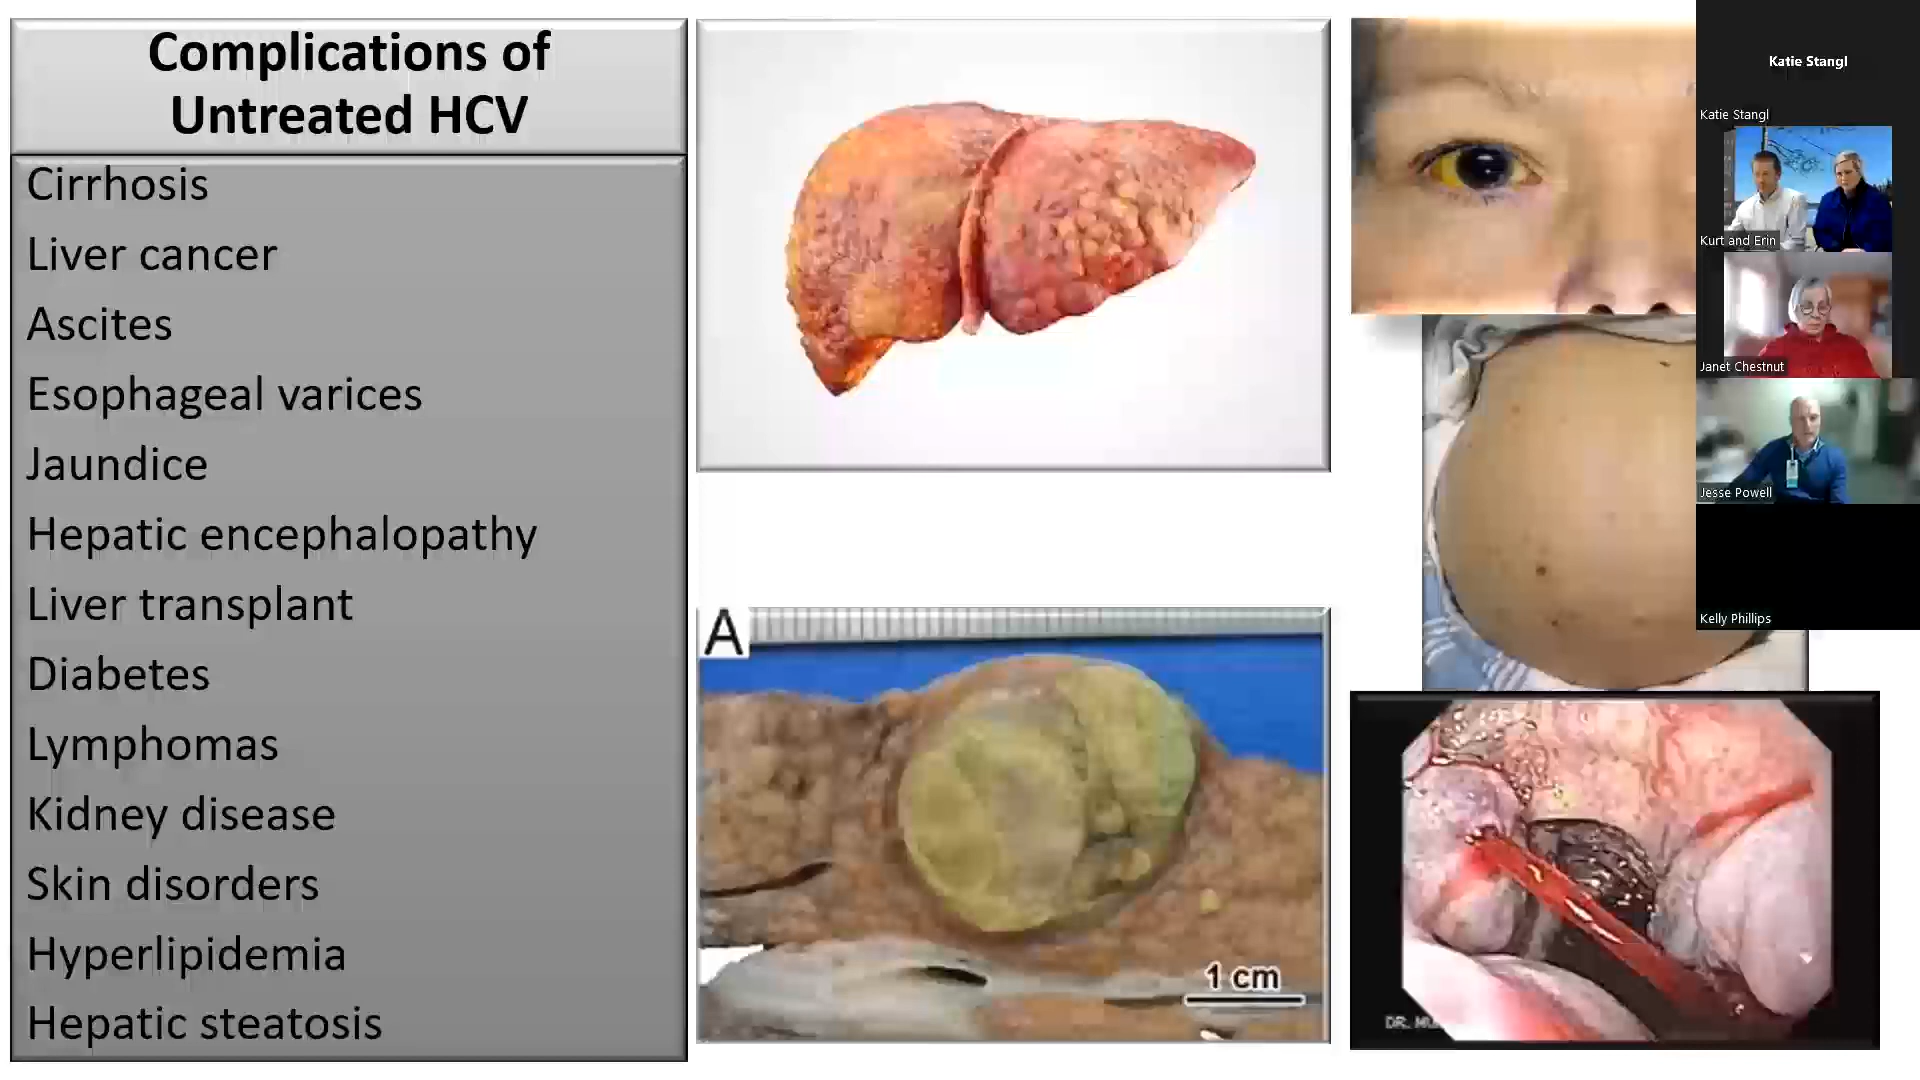 Complications of
Untreated HCV
Cirrhosis
Liver cancer
Ascites
Esophageal varices
Jaundice
Hepatic encephalopathy
Liver transplant
Diabetes
Lymphomas
Kidney disease
Skin disorders
Hyperlipidemia
Hepatic steatosis
A
1 cm
DR.
Katie Stangl
Katie Stangl
Kurt and Erin
Janet Chestnut
Jesse Powell
Kelly Phillips